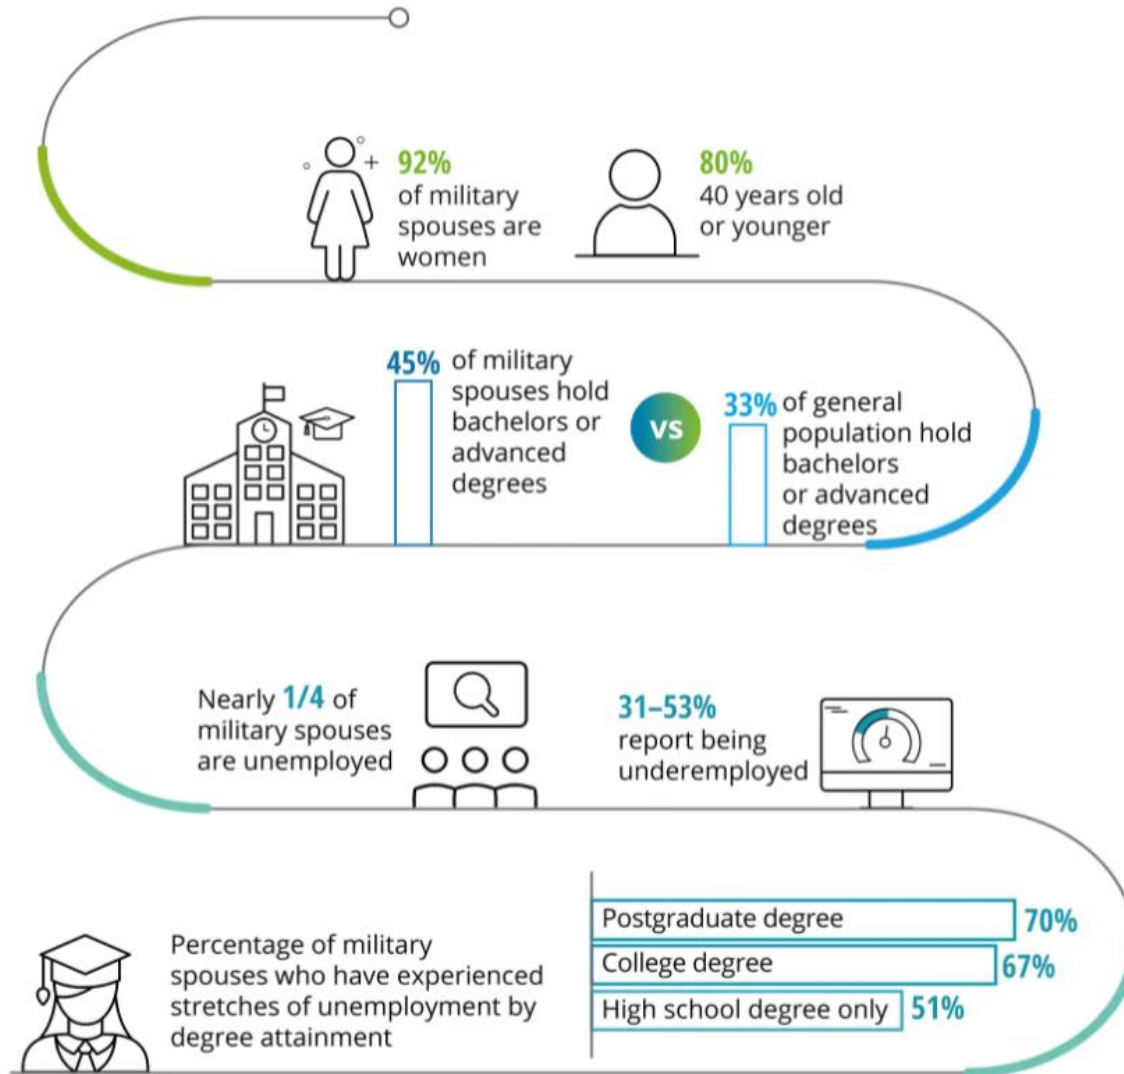 92%
of military
spouses are
women
80%
40 years old
or younger
45% of military
spouses hold
bachelors or
advanced
degrees
vs
33% of general
population hold
bachelors
or advanced
degrees
Nearly 1/4 of
military spouses
are unemployed
31–53%
report being
underemployed
Percentage of military
spouses who have experienced
stretches of unemployment by
degree attainment
Postgraduate degree 70%
College degree 67%
High school degree only 51%